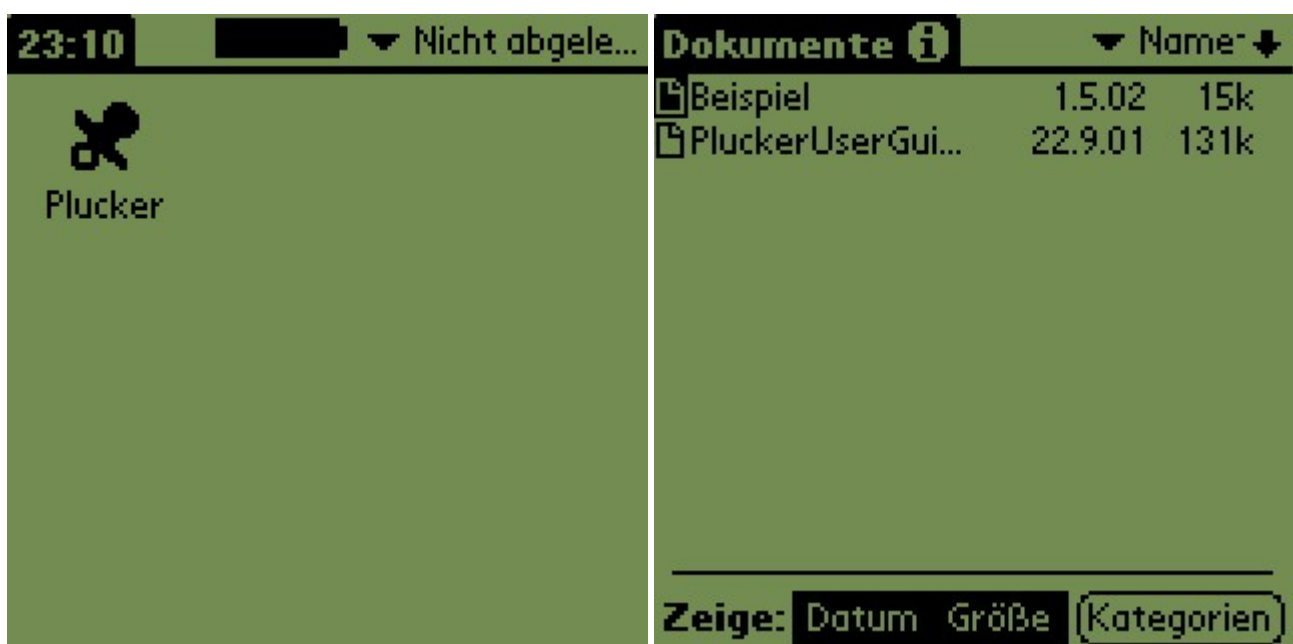 23:10 Nicht abgele...
Plucker
Dokumente i Name
Beispiel 1.5.02 15k
PluckerUserGui... 22.9.01 131k
Zeige: Datum Größe Kategorien